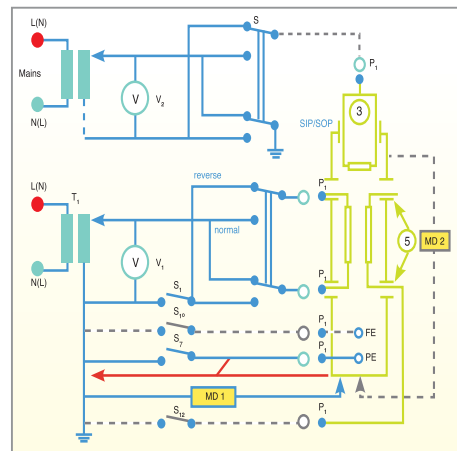 L(N)
S
P1
Mains
V
V2
3
N(L)
SIP/SOP
L(N)
reverse
T1
P1
normal
5
MD 2
V
V1
N(L)
S1
P1
S10
P1
FE
S7
P1
PE
MD 1
S12
P1